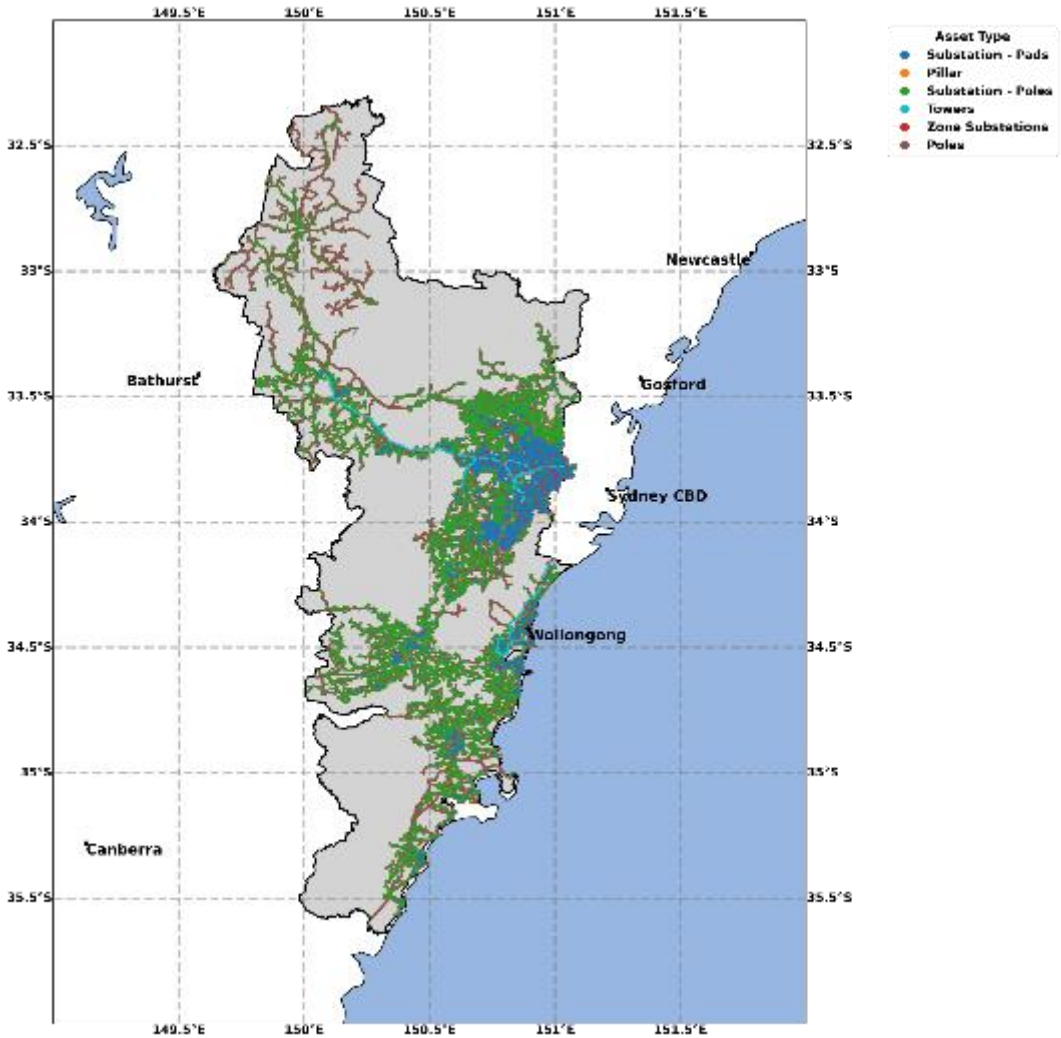 149.5°E 150°E 150.5°E 151°E 151.5°E
Asset Type
Substation - Pads
Pillar
Substation - Poles
Towers
Zone Substations
Poles
32.5°S 32.5°S
Newcastle
33°S 33°S
Bathurst
Gosford
33.5°S 33.5°S
Sydney CBD
34°S 34°S
Wollongong
34.5°S 34.5°S
35°S 35°S
Canberra
35.5°S 35.5°S
149.5°E 150°E 150.5°E 151°E 151.5°E